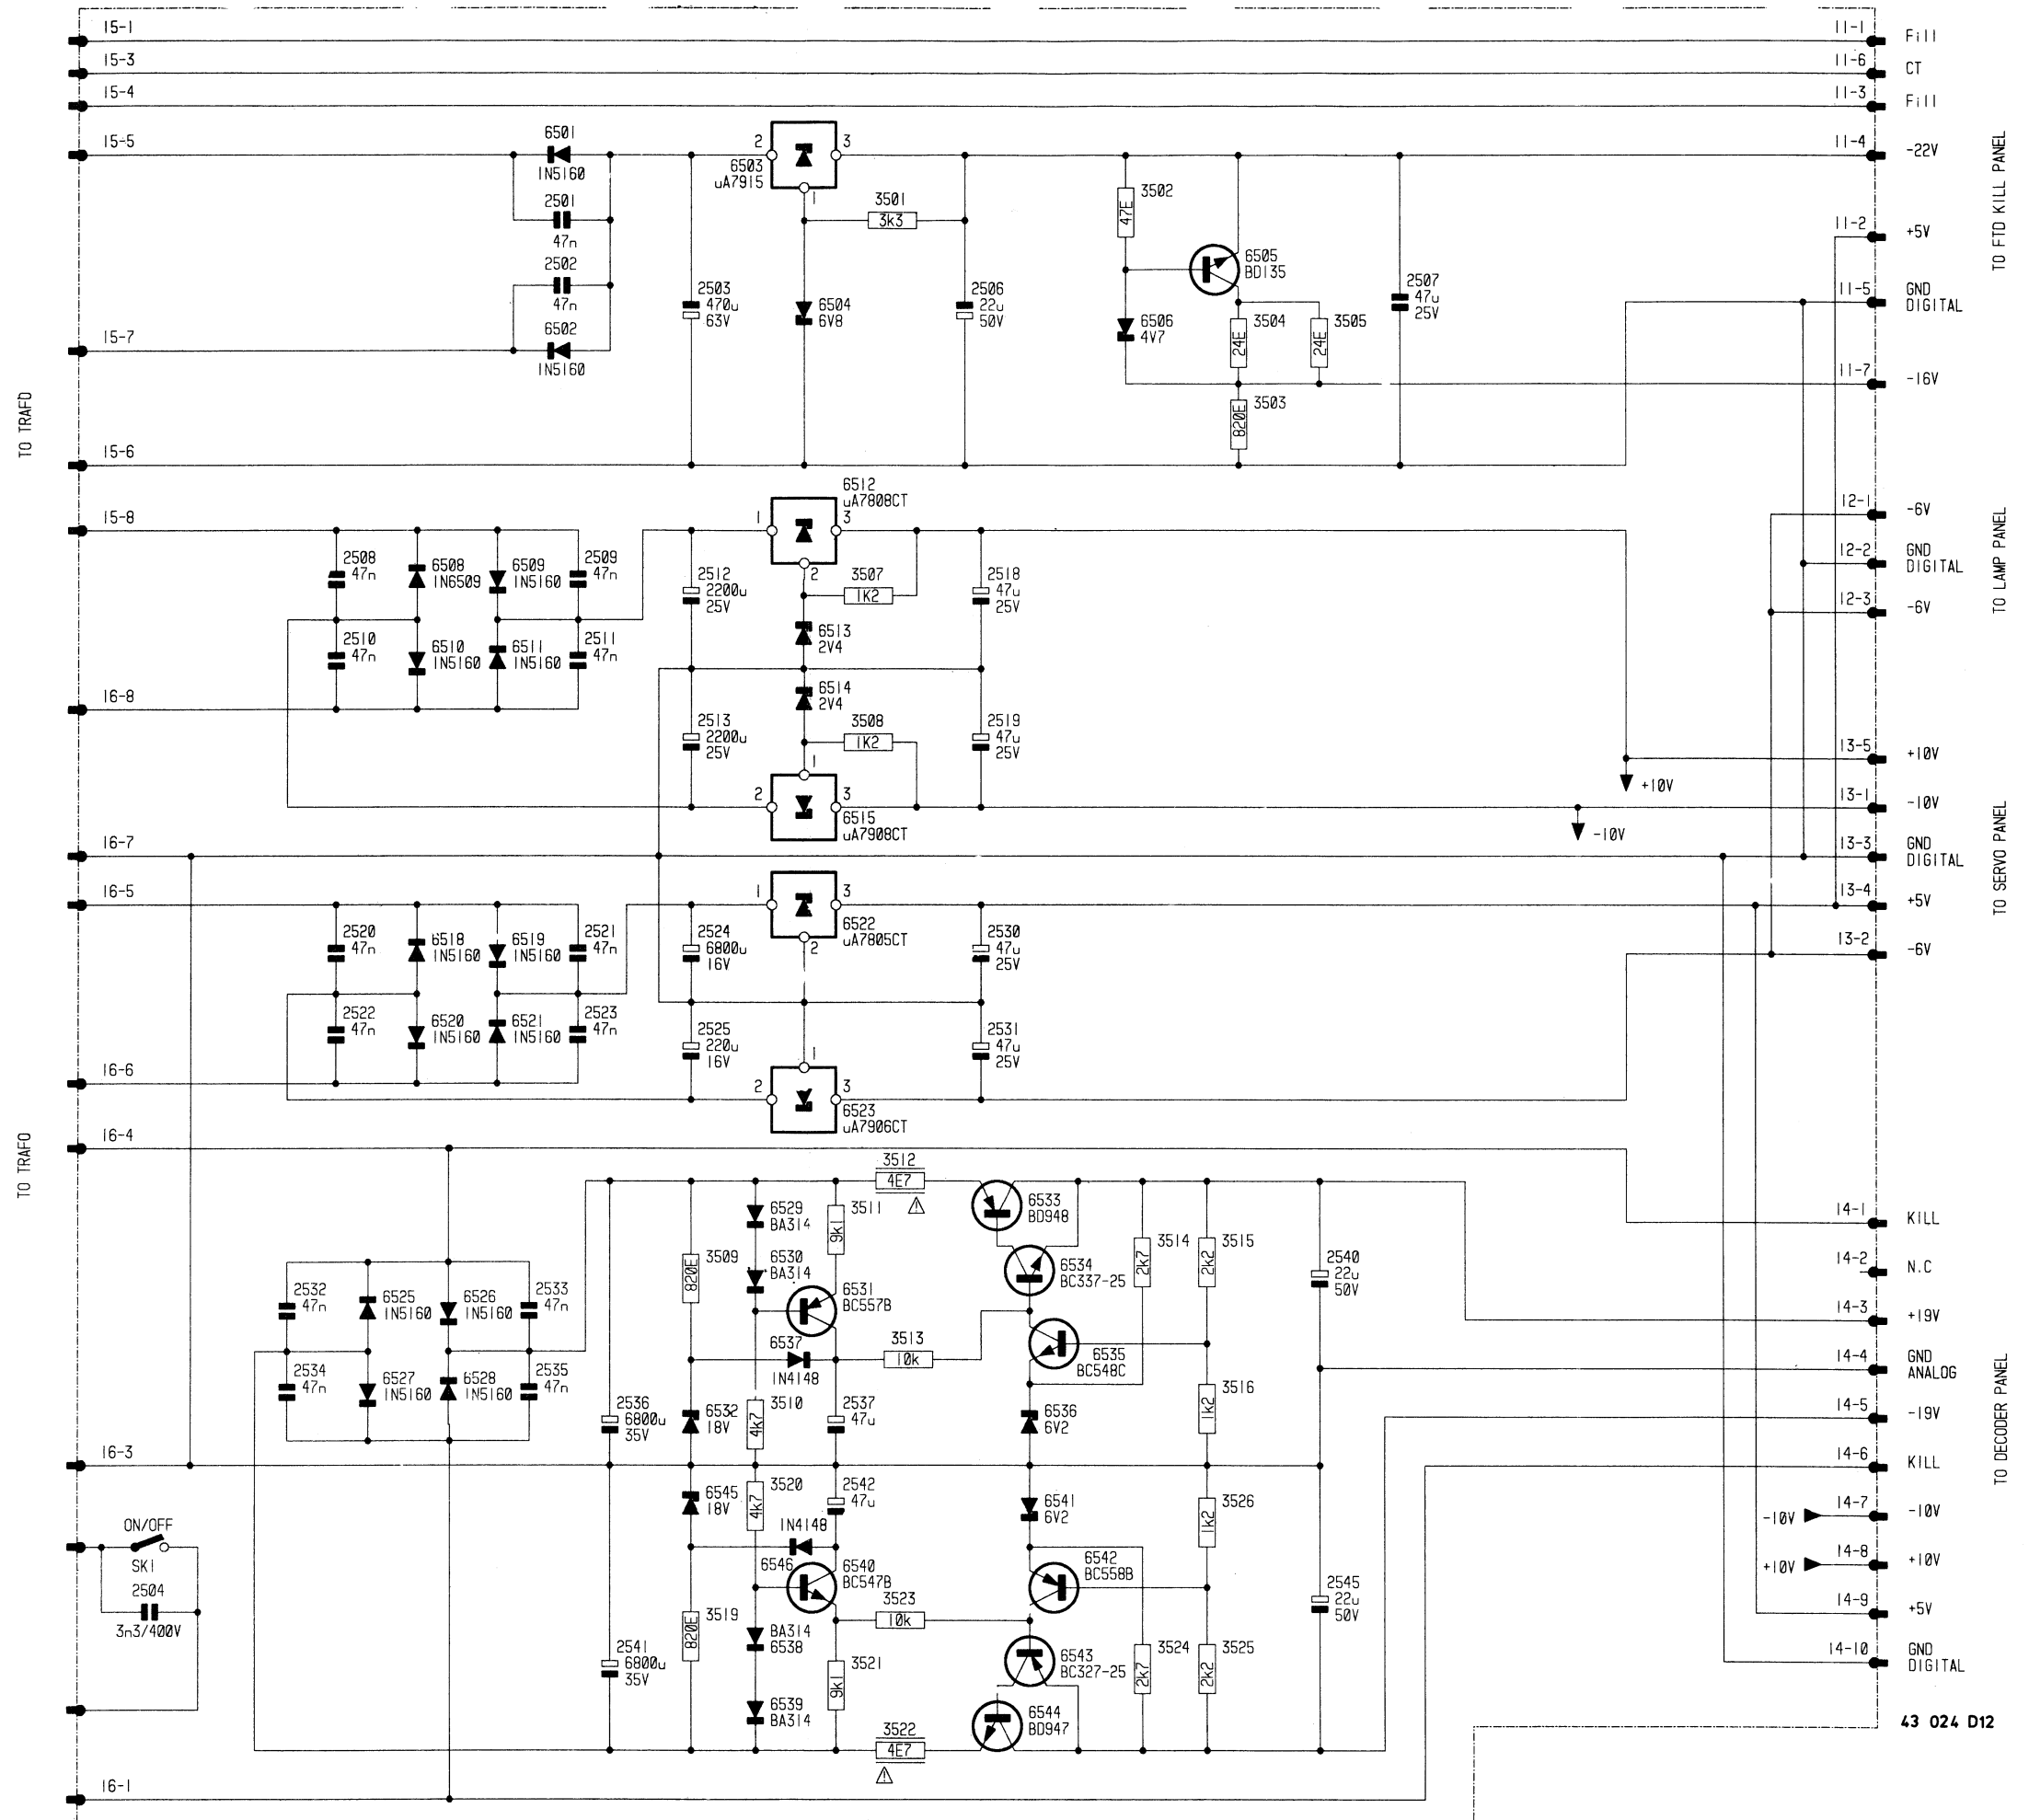 15-1
11-1
Fill
15-3
11-6
CT
15-4
11-3
Fill
15-5
6501
1N5160
2501
47n
2502
47n
6502
1N5160
15-7
2
3
6503
uA7915
1
3501
3k3
2503
470u
63V
6504
6V8
2506
22u
50V
3502
47E
6505
BD135
6506
4V7
3504
24E
3505
24E
3503
820E
2507
47u
25V
11-4
-22V
11-2
+5V
11-5
GND
DIGITAL
11-7
-16V
TO FTD KILL PANEL
TO TRAFO
15-6
15-8
2508
47n
6508
1N6509
6509
1N5160
2509
47n
2510
47n
6510
1N5160
6511
1N5160
2511
47n
16-8
6512
uA7808CT
1
3
2
2512
2200u
25V
3507
1K2
2518
47u
25V
6513
2V4
6514
2V4
2513
2200u
25V
3508
1K2
2519
47u
25V
1
2
3
6515
uA7908CT
12-1
-6V
12-2
GND
DIGITAL
12-3
-6V
TO LAMP PANEL
13-5
+10V
+10V
13-1
-10V
-10V
16-7
13-3
GND
DIGITAL
16-5
13-4
+5V
13-2
-6V
TO SERVO PANEL
2520
47n
6518
1N5160
6519
1N5160
2521
47n
2522
47n
6520
1N5160
6521
1N5160
2523
47n
16-6
1
3
6522
uA7805CT
2
2524
6800u
16V
2530
47u
25V
2525
220u
16V
2531
47u
25V
1
2
3
6523
uA7906CT
TO TRAFO
16-4
3512
4E7
6529
BA314
3511
9k1
6533
BD948
3509
820E
6530
BA314
6531
BC557B
6534
BC337-25
3514
2k7
3515
2k2
2540
22u
50V
2532
47n
6525
1N5160
6526
1N5160
2533
47n
2534
47n
6527
1N5160
6528
1N5160
2535
47n
6537
1N4148
3513
10k
6535
BC548C
2536
6800u
35V
6532
18V
3510
4k7
2537
47u
6536
6V2
3516
1k2
14-1
KILL
14-2
N.C
14-3
+19V
14-4
GND
ANALOG
14-5
-19V
14-6
KILL
-10V
14-7
-10V
+10V
14-8
+10V
14-9
+5V
14-10
GND
DIGITAL
TO DECODER PANEL
16-3
6545
18V
3520
4k7
2542
47u
6541
6V2
3526
1k2
ON/OFF
SK1
2504
3n3/400V
1N4148
6546
6540
BC547B
6542
BC558B
2545
22u
50V
3519
820E
3523
10k
2541
6800u
35V
BA314
6538
3521
9k1
6543
BC327-25
3524
2k7
3525
2k2
6539
BA314
6544
BD947
3522
4E7
16-1
43 024 D12